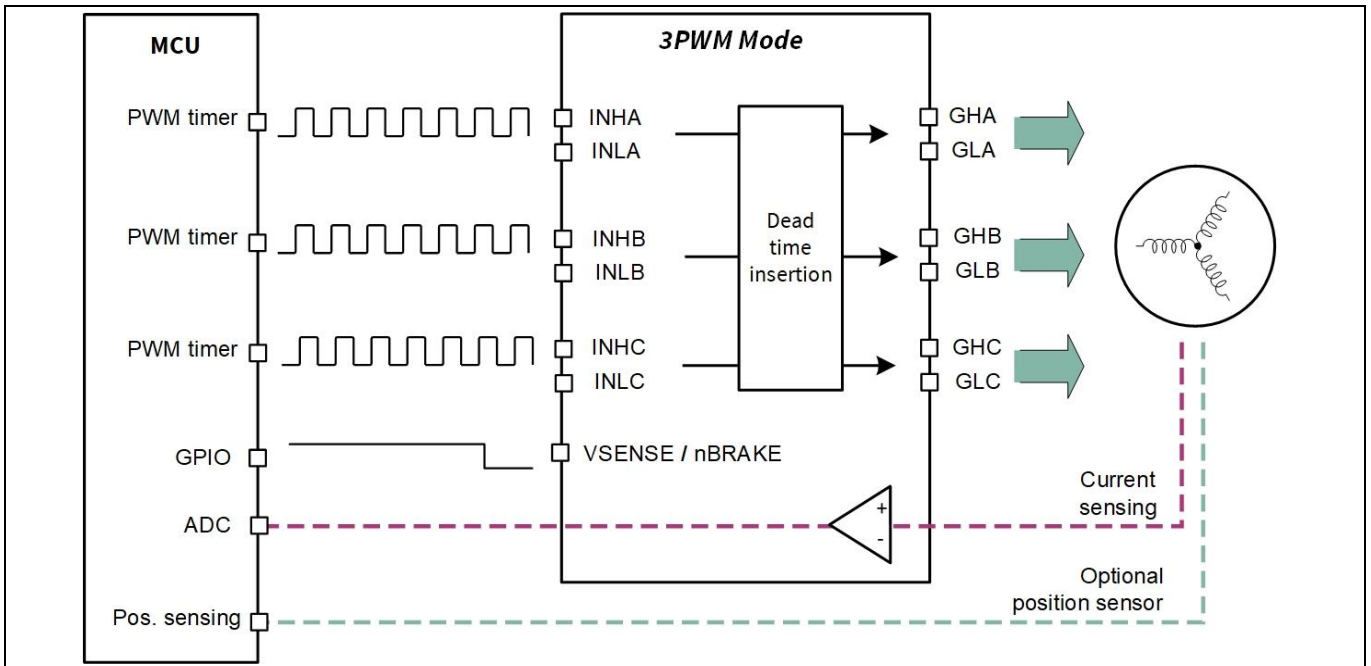 MCU
3PWM Mode
PWM timer
INHA
GHA
INLA
GLA
PWM timer
INHB
Dead
GHB
time
INLB
insertion
GLB
PWM timer
INHC
GHC
INLC
GLC
GPIO
VSENSE / nBRAKE
Current
sensing
ADC
+
-
Optional
position sensor
Pos. sensing